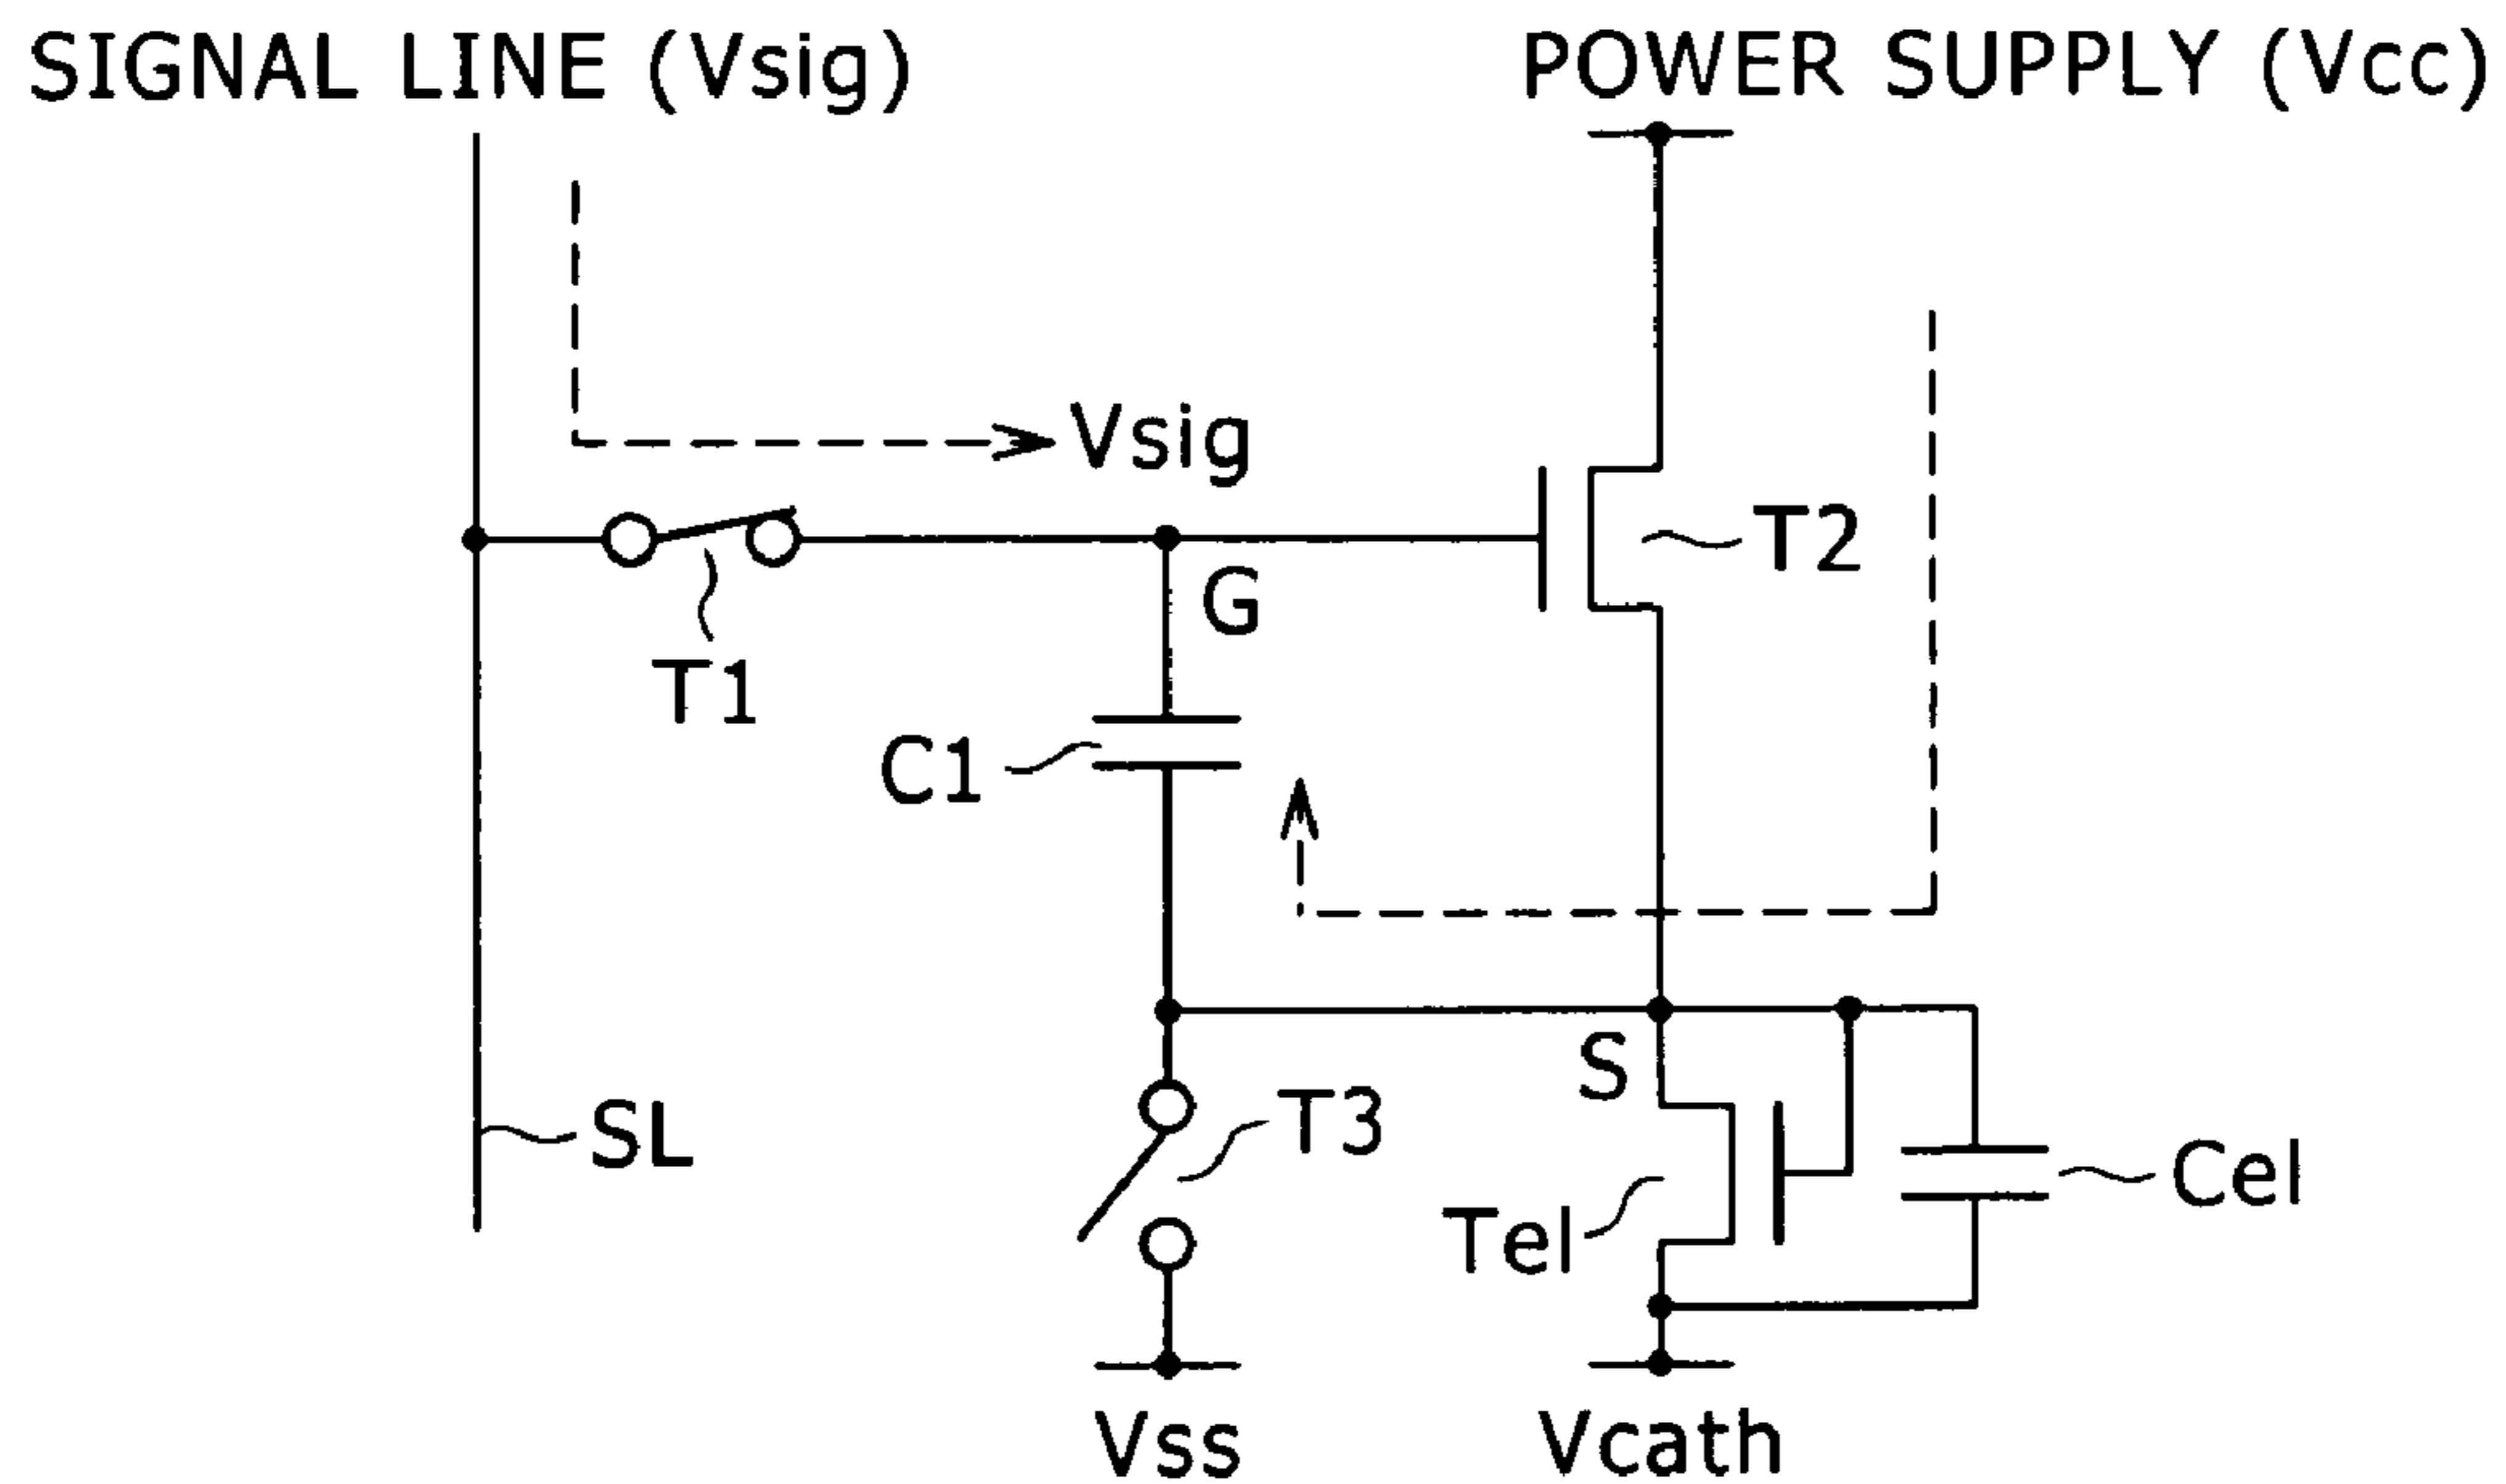 SIGNAL LINE (Vsig)
POWER SUPPLY (Vcc)
Vsig
T2
G
T1
C1
S
SL
T3
Tel
Cel
Vss
Vcath